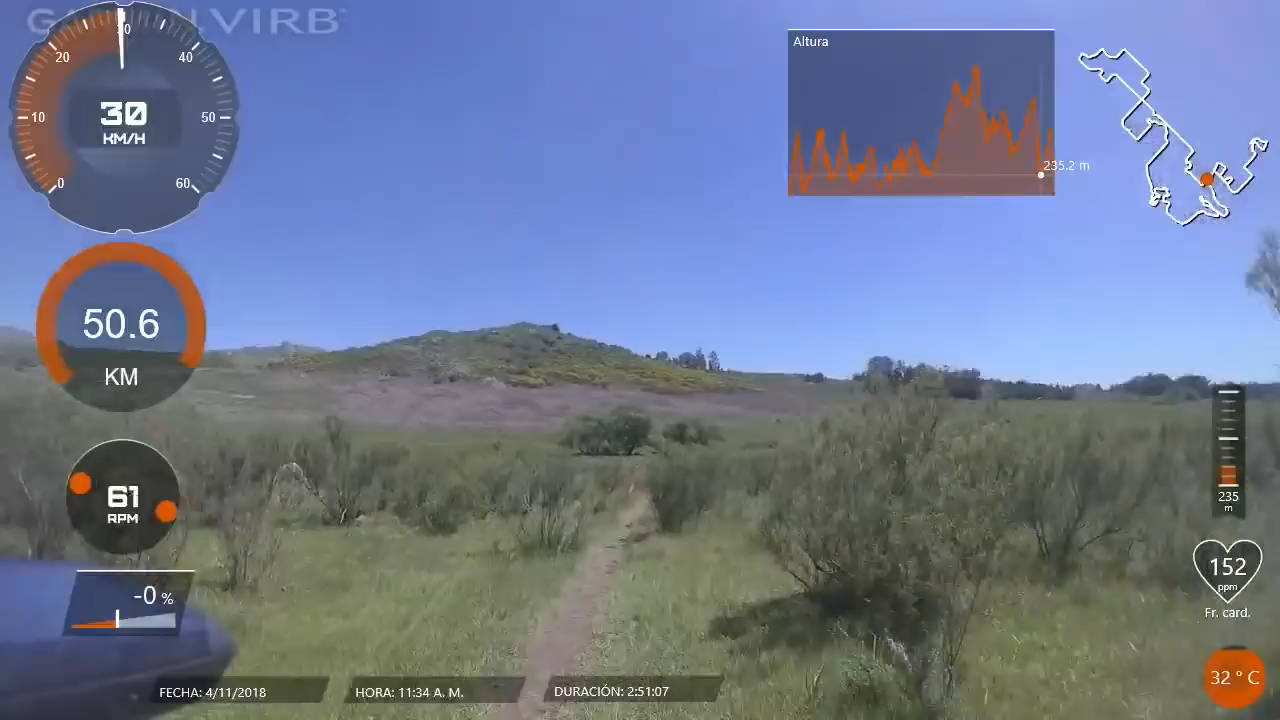 GARMIN VIRB
30
20
40
10
50
0
60
30
KM/H
50.6
KM
61
RPM
-0 %
Altura
235.2 m
235
m
152
ppm
Fr. card.
32 ° C
FECHA: 4/11/2018
HORA: 11:34 A. M.
DURACIÓN: 2:51:07